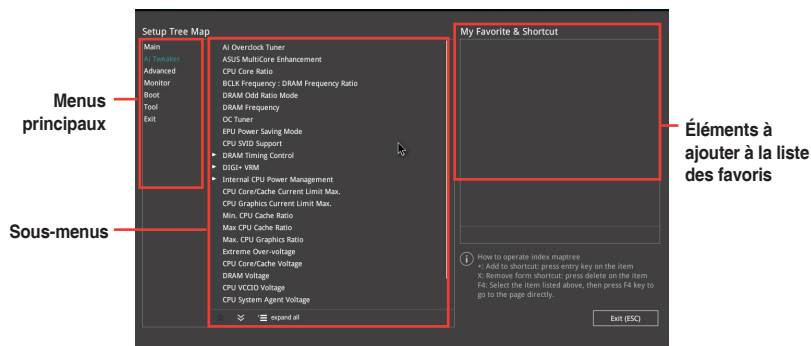 Setup Tree Map
Main
Ai Tweaker
Advanced
Monitor
Boot
Tool
Exit
Ai Overclock Tuner
ASUS MultiCore Enhancement
CPU Core Ratio
BCLK Frequency : DRAM Frequency Ratio
DRAM Odd Ratio Mode
DRAM Frequency
OC Tuner
EPU Power Saving Mode
CPU SVID Support
DRAM Timing Control
DIGI+ VRM
Internal CPU Power Management
CPU Core/Cache Current Limit Max.
CPU Graphics Current Limit Max.
Min. CPU Cache Ratio
Max CPU Cache Ratio
Max. CPU Graphics Ratio
Extreme Over-voltage
CPU Core/Cache Voltage
DRAM Voltage
CPU VCCIO Voltage
CPU System Agent Voltage
expand all
My Favorite & Shortcut
How to operate index maptree
+: Add to shortcut: press entry key on the item
X: Remove form shortcut: press delete on the item
F4: Select the item listed above, then press F4 key to
go to the page directly.
Exit (ESC)
Menus
principaux
Sous-menus
Éléments à
ajouter à la liste
des favoris